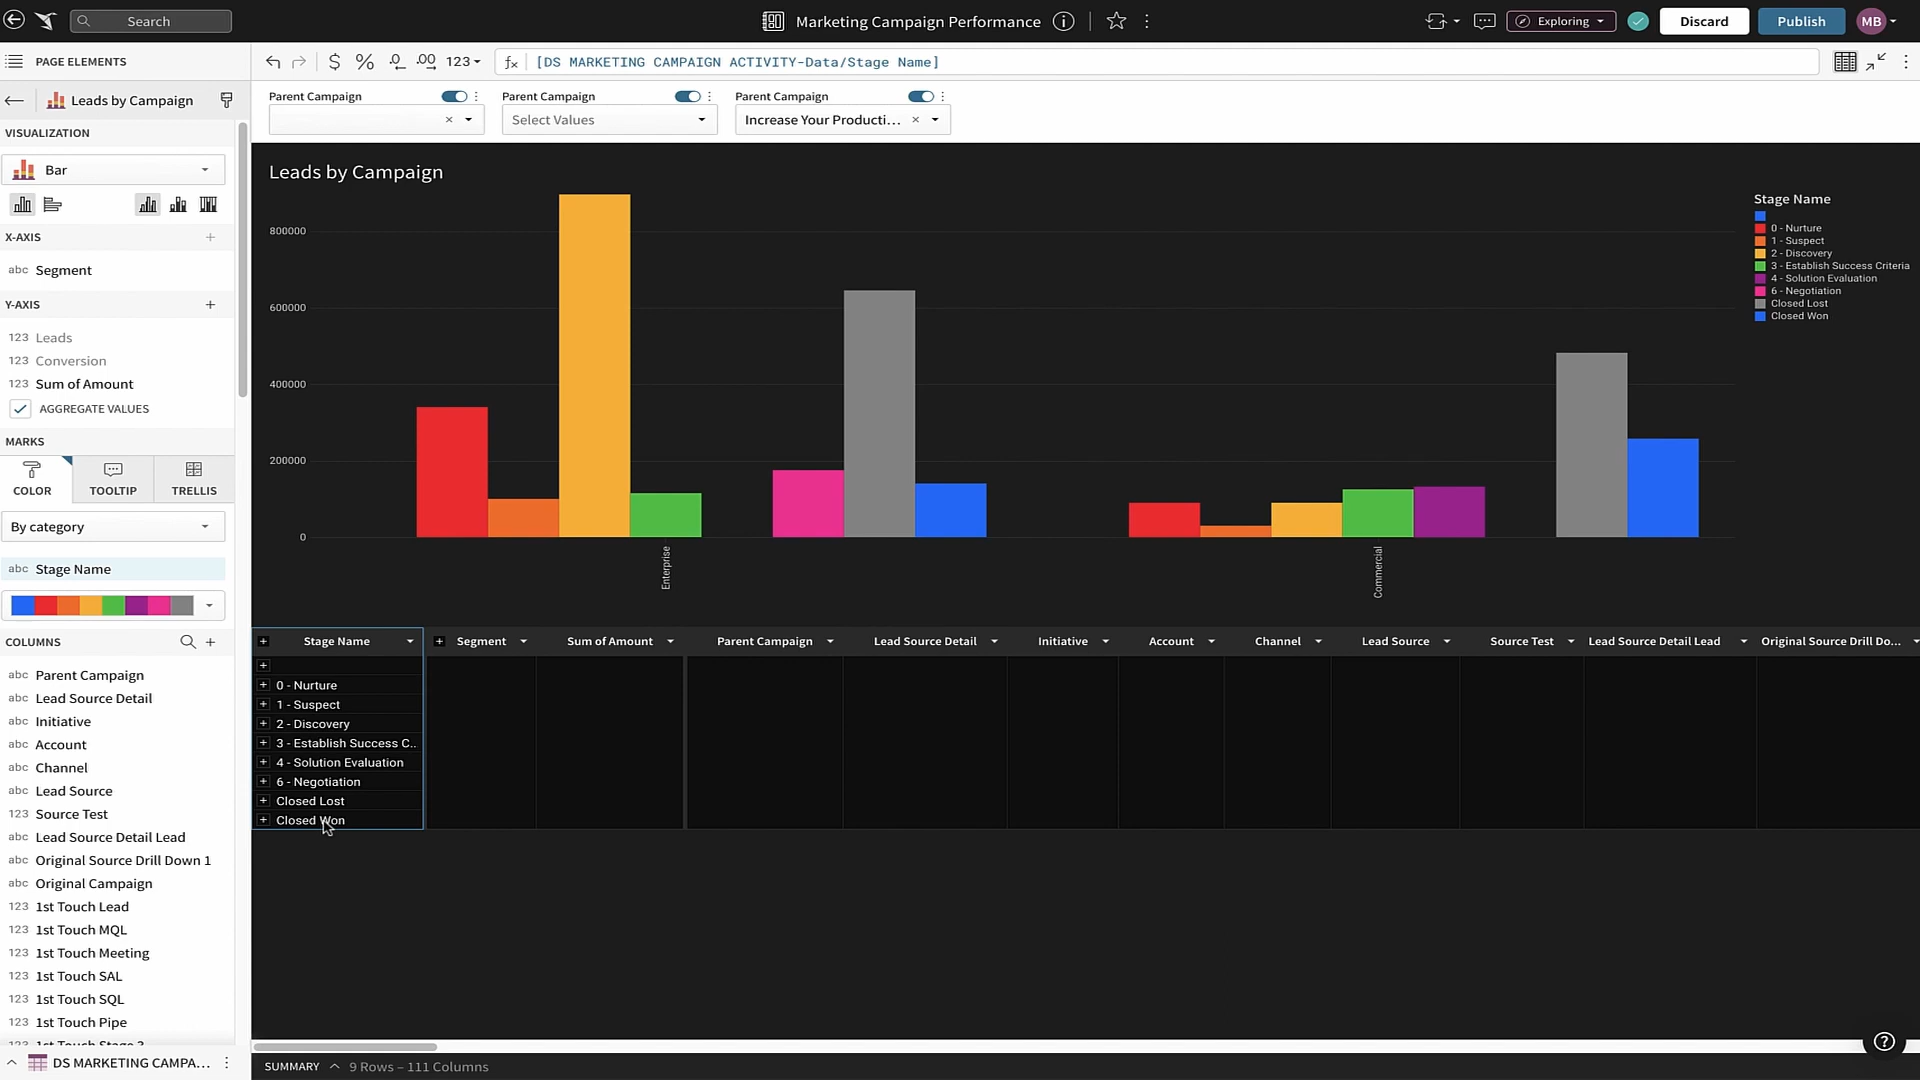 Search
Marketing Campaign Performance
Exploring
Discard
Publish
MB
PAGE ELEMENTS
$ % .0 .00 123
fx [DS MARKETING CAMPAIGN ACTIVITY-Data/Stage Name]
Leads by Campaign
VISUALIZATION
Bar
X-AXIS
abc Segment
Y-AXIS
123 Leads
123 Conversion
123 Sum of Amount
AGGREGATE VALUES
MARKS
COLOR
TOOLTIP
TRELLIS
By category
abc Stage Name
COLUMNS
abc Parent Campaign
abc Lead Source Detail
abc Initiative
abc Account
abc Channel
abc Lead Source
123 Source Test
abc Lead Source Detail Lead
abc Original Source Drill Down 1
abc Original Campaign
123 1st Touch Lead
123 1st Touch MQL
123 1st Touch Meeting
123 1st Touch SAL
123 1st Touch SQL
123 1st Touch Pipe
DS MARKETING CAMPA...
Parent Campaign
Parent Campaign
Select Values
Parent Campaign
Increase Your Producti...
Leads by Campaign
800000
600000
400000
200000
0
Enterprise
Commercial
Stage Name
0 - Nurture
1 - Suspect
2 - Discovery
3 - Establish Success Criteria
4 - Solution Evaluation
6 - Negotiation
Closed Lost
Closed Won
Stage Name Segment Sum of Amount Parent Campaign Lead Source Detail Initiative Account Channel Lead Source Source Test Lead Source Detail Lead Original Source Drill Do...
0 - Nurture
1 - Suspect
2 - Discovery
3 - Establish Success C..
4 - Solution Evaluation
6 - Negotiation
Closed Lost
Closed Won
SUMMARY 9 Rows – 111 Columns